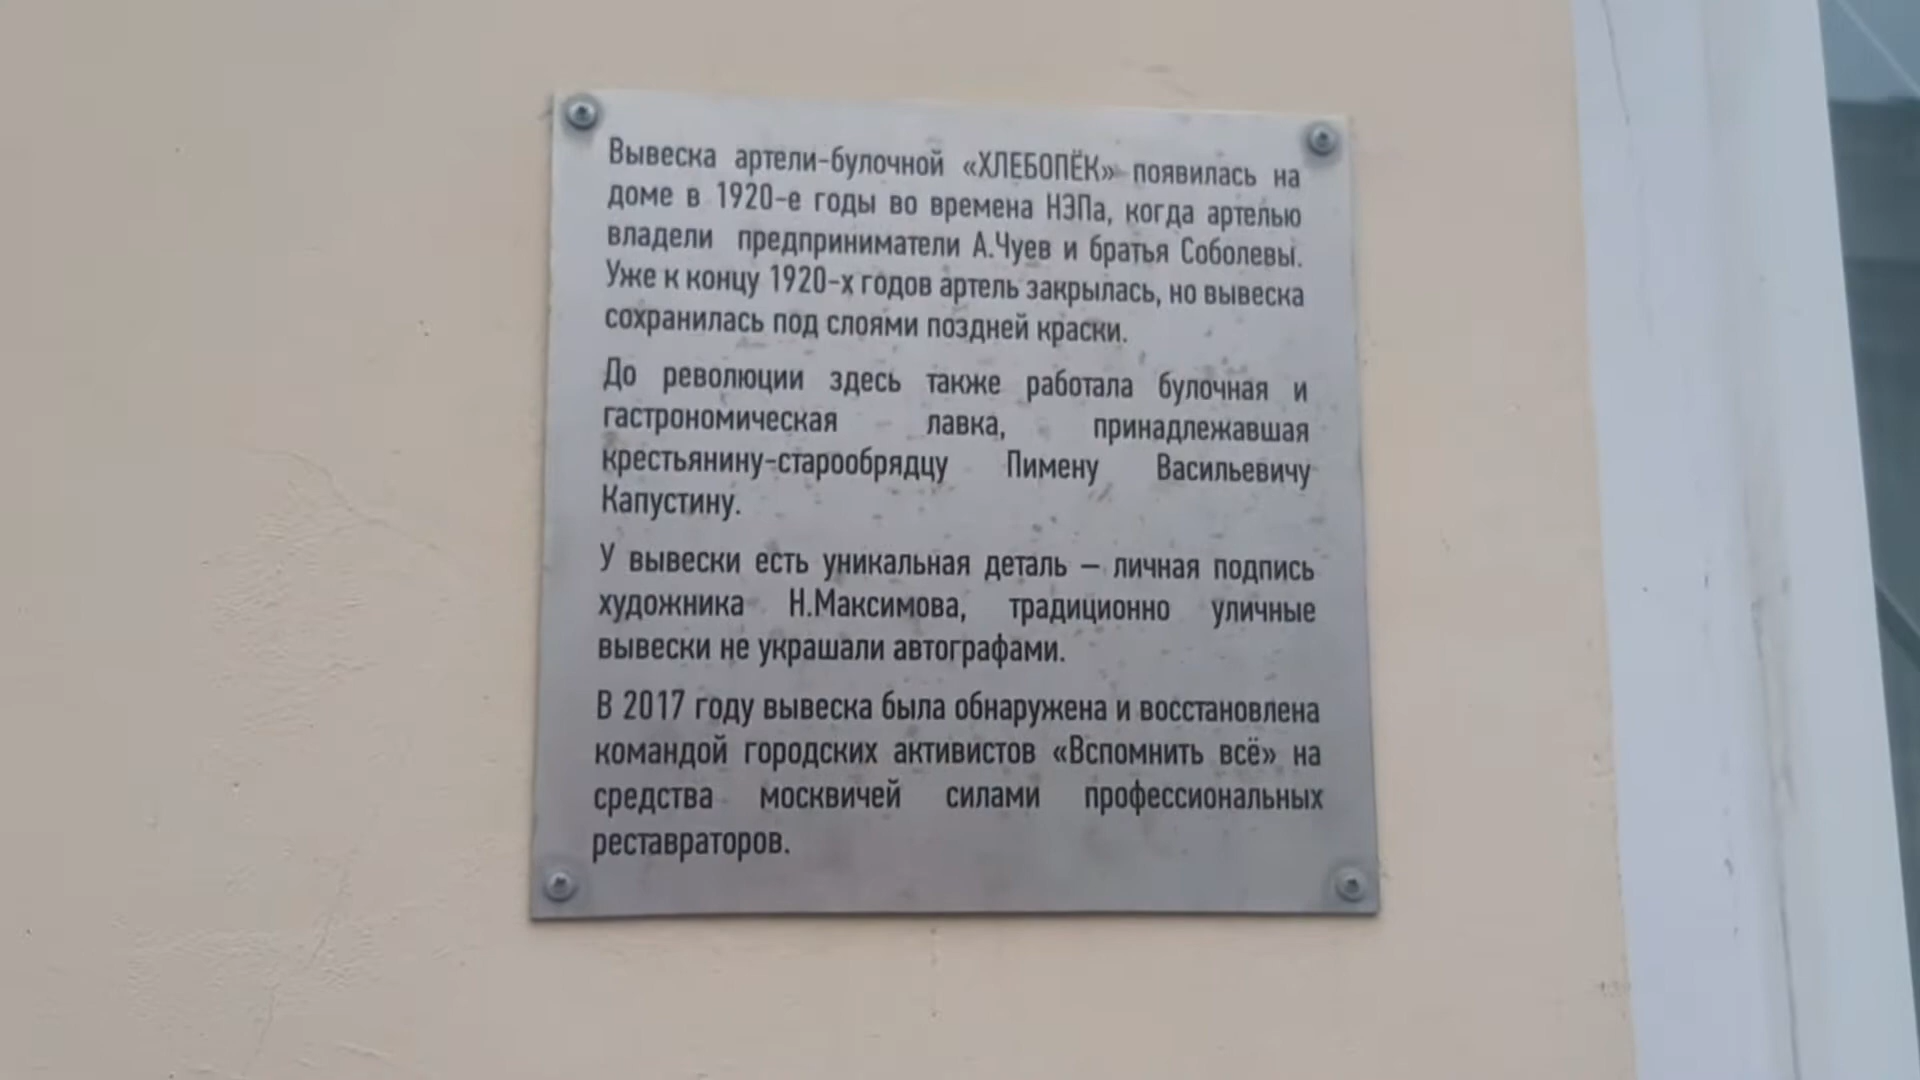 Вывеска артели-булочной «ХЛЕБОПЁК» появилась на
доме в 1920-е годы во времена НЭПа, когда артелью
владели предприниматели А.Чуев и братья Соболевы.
Уже к концу 1920-х годов артель закрылась, но вывеска
сохранилась под слоями поздней краски.
До революции здесь также работала булочная и
гастрономическая лавка, принадлежавшая
крестьянину-старообрядцу Пимену Васильевичу
Капустину.
У вывески есть уникальная деталь – личная подпись
художника Н.Максимова, традиционно уличные
вывески не украшали автографами.
В 2017 году вывеска была обнаружена и восстановлена
командой городских активистов «Вспомнить всё» на
средства москвичей силами профессиональных
реставраторов.